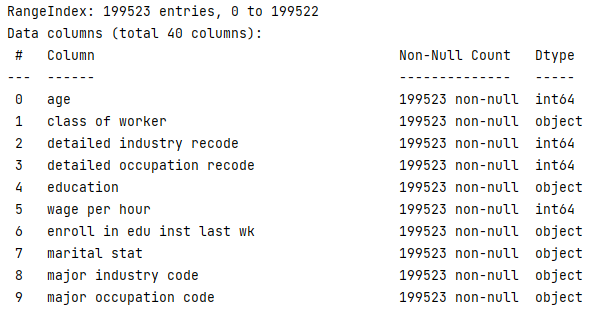 RangeIndex: 199523 entries, 0 to 199522
Data columns (total 40 columns):
 #   Column                                      Non-Null Count   Dtype
---  ------                                      --------------   -----
 0   age                                         199523 non-null  int64
 1   class of worker                             199523 non-null  object
 2   detailed industry recode                    199523 non-null  int64
 3   detailed occupation recode                  199523 non-null  int64
 4   education                                   199523 non-null  object
 5   wage per hour                               199523 non-null  int64
 6   enroll in edu inst last wk                  199523 non-null  object
 7   marital stat                                199523 non-null  object
 8   major industry code                         199523 non-null  object
 9   major occupation code                       199523 non-null  object